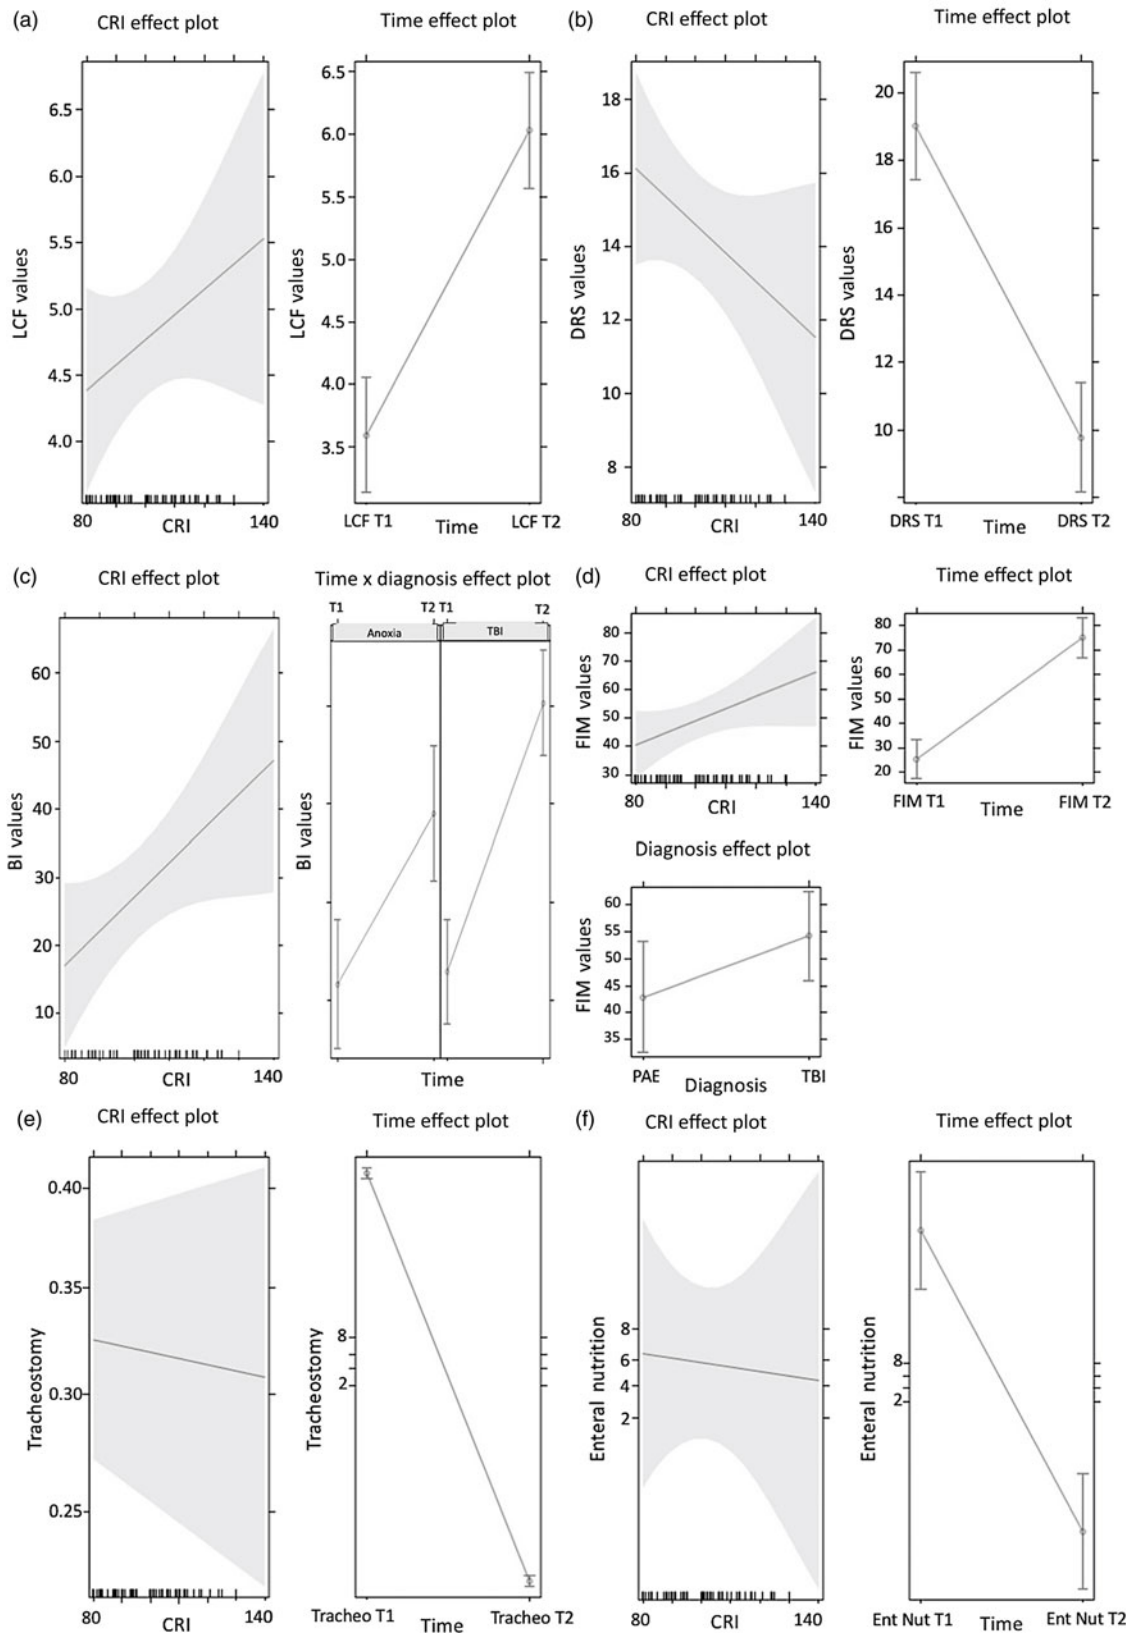 (a)
CRI effect plot
Time effect plot
LCF values
6.5
6.0
5.5
5.0
4.5
4.0
80
140
CRI
LCF values
6.5
6.0
5.5
5.0
4.5
4.0
3.5
LCF T1
Time
LCF T2
(b)
CRI effect plot
Time effect plot
DRS values
18
16
14
12
10
8
80
140
CRI
DRS values
20
18
16
14
12
10
DRS T1
Time
DRS T2
(c)
CRI effect plot
Time x diagnosis effect plot
BI values
60
50
40
30
20
10
80
140
CRI
BI values
T1
T2
T1
T2
Anoxia
TBI
Time
(d)
CRI effect plot
Time effect plot
FIM values
80
70
60
50
40
30
80
140
CRI
FIM values
80
70
60
50
40
30
20
FIM T1
Time
FIM T2
Diagnosis effect plot
FIM values
60
55
50
45
40
35
PAE
Diagnosis
TBI
(e)
CRI effect plot
Time effect plot
Tracheostomy
0.40
0.35
0.30
0.25
80
140
CRI
Tracheostomy
8
2
Tracheo T1
Time
Tracheo T2
(f)
CRI effect plot
Time effect plot
Enteral nutrition
8
6
4
2
80
140
CRI
Enteral nutrition
8
2
Ent Nut T1
Time
Ent Nut T2